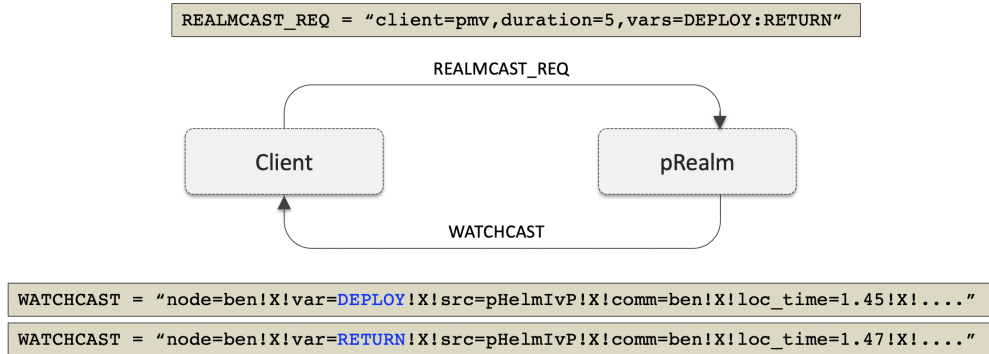 REALMCAST_REQ = “client=pmv,duration=5,vars=DEPLOY:RETURN”
REALMCAST_REQ
Client
pRealm
WATCHCAST
WATCHCAST = “node=ben!X!var=DEPLOY!X!src=pHelmIvP!X!comm=ben!X!loc_time=1.45!X!....”
WATCHCAST = “node=ben!X!var=RETURN!X!src=pHelmIvP!X!comm=ben!X!loc_time=1.47!X!....”